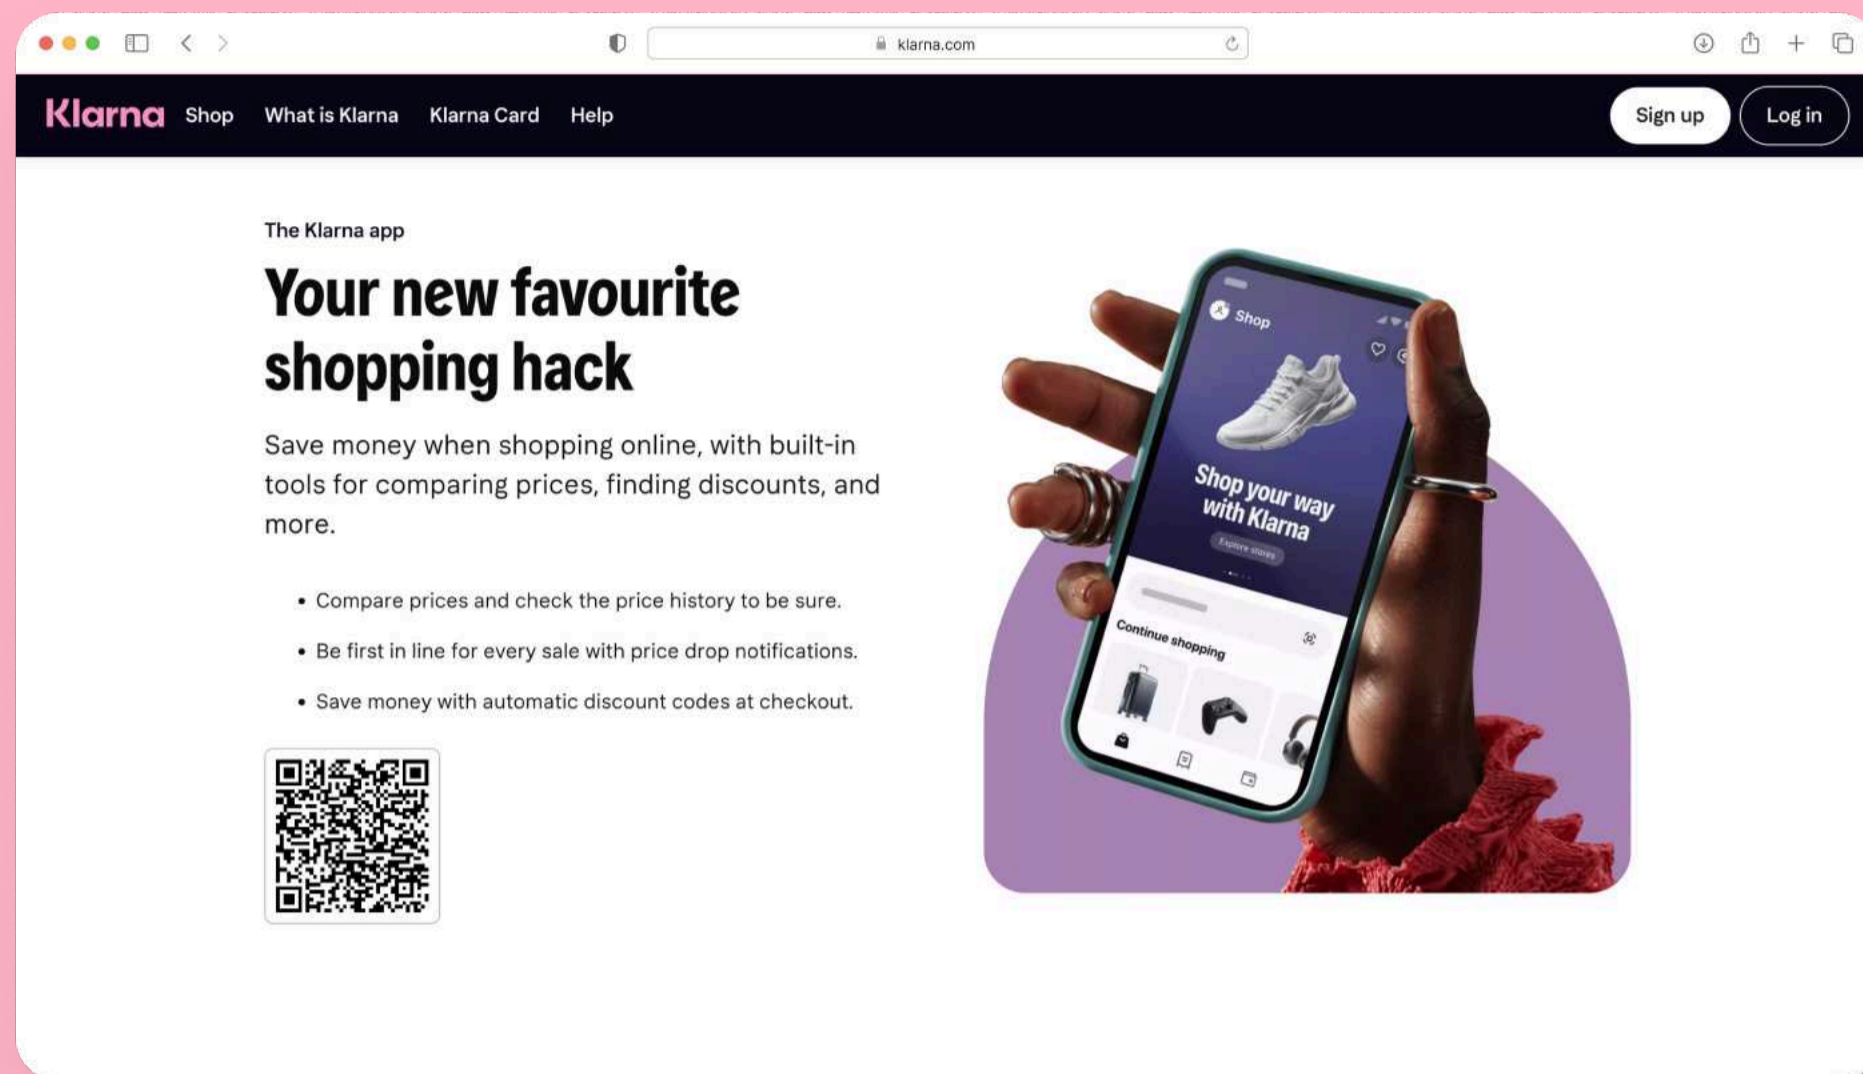 klarna.com
Klarna Shop What is Klarna Klarna Card Help Sign up Log in
The Klarna app
Your new favourite
shopping hack
Save money when shopping online, with built-in
tools for comparing prices, finding discounts, and
more.
• Compare prices and check the price history to be sure.
• Be first in line for every sale with price drop notifications.
• Save money with automatic discount codes at checkout.
Shop
Shop your way
with Klarna
Explore stores
Continue shopping